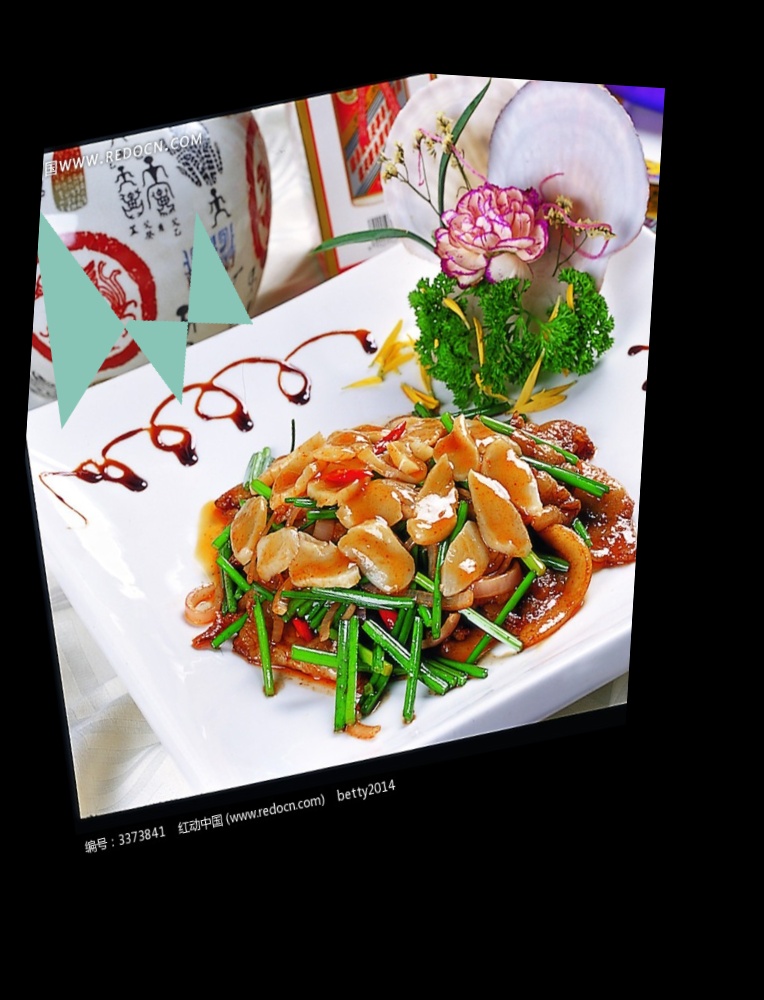 国WWW.REDOCN.COM
编号：3373841 红动中国 (www.redocn.com) betty2014